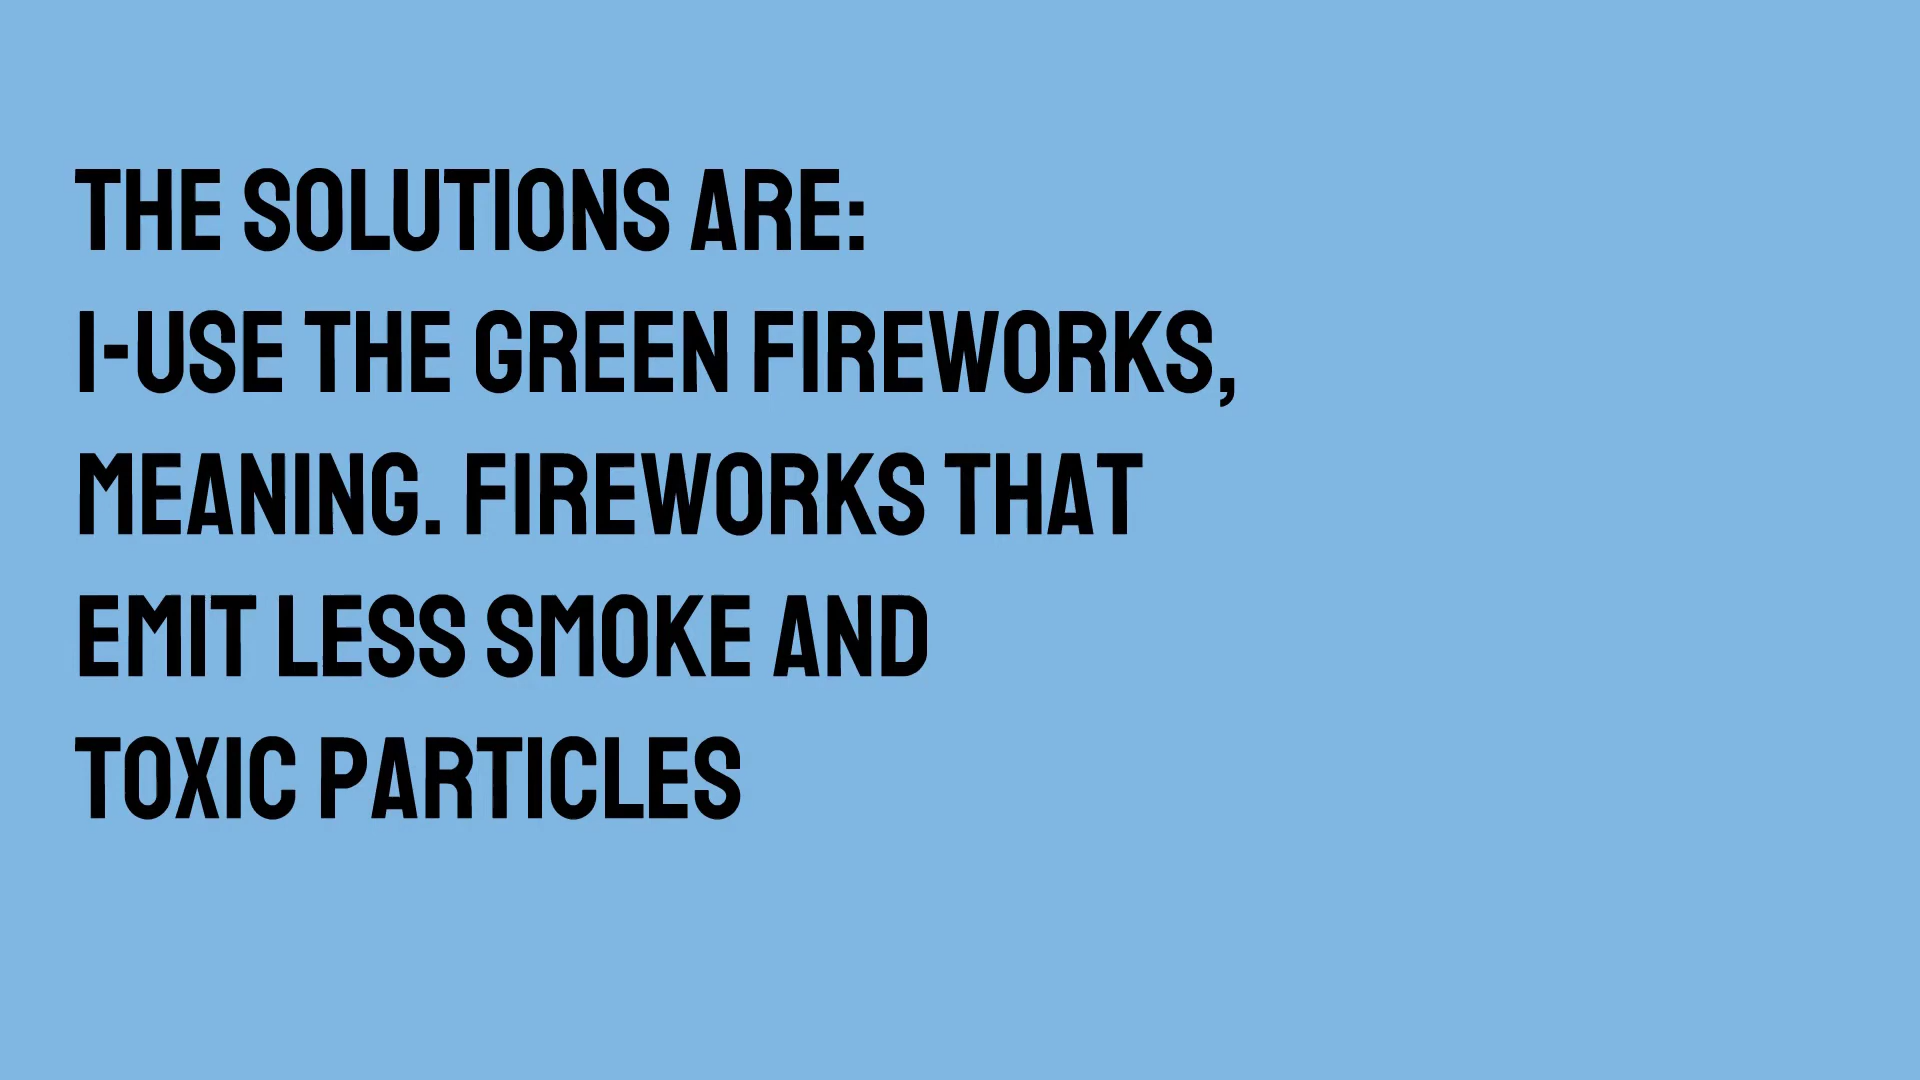 THE SOLUTIONS ARE:
I-USE THE GREEN FIREWORKS,
MEANING. FIREWORKS THAT
EMIT LESS SMOKE AND
TOXIC PARTICLES